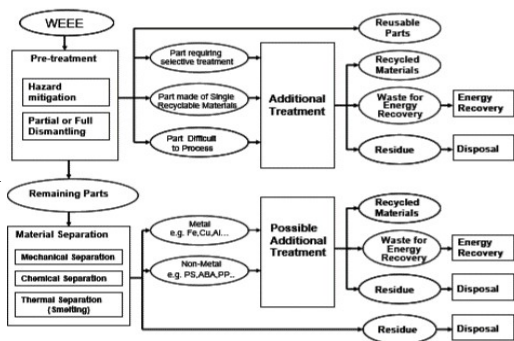 WEEE
Pre-treatment
Hazard
mitigation
Partial or Full
Dismantling
Part requiring
selective treatment
Part made of Single
Recyclable Materials
Part Difficult
to Process
Additional
Treatment
Reusable
Parts
Recycled
Materials
Waste for
Energy
Recovery
Energy
Recovery
Residue
Disposal
Remaining Parts
Material Separation
Mechanical Separation
Chemical Separation
Thermal Separation
(Smelting)
Metal
e.g. Fe,Cu,Al...
Non-Metal
e.g. PS,ABA,PP..
Possible
Additional
Treatment
Recycled
Materials
Waste for
Energy
Recovery
Energy
Recovery
Residue
Disposal
Residue
Disposal